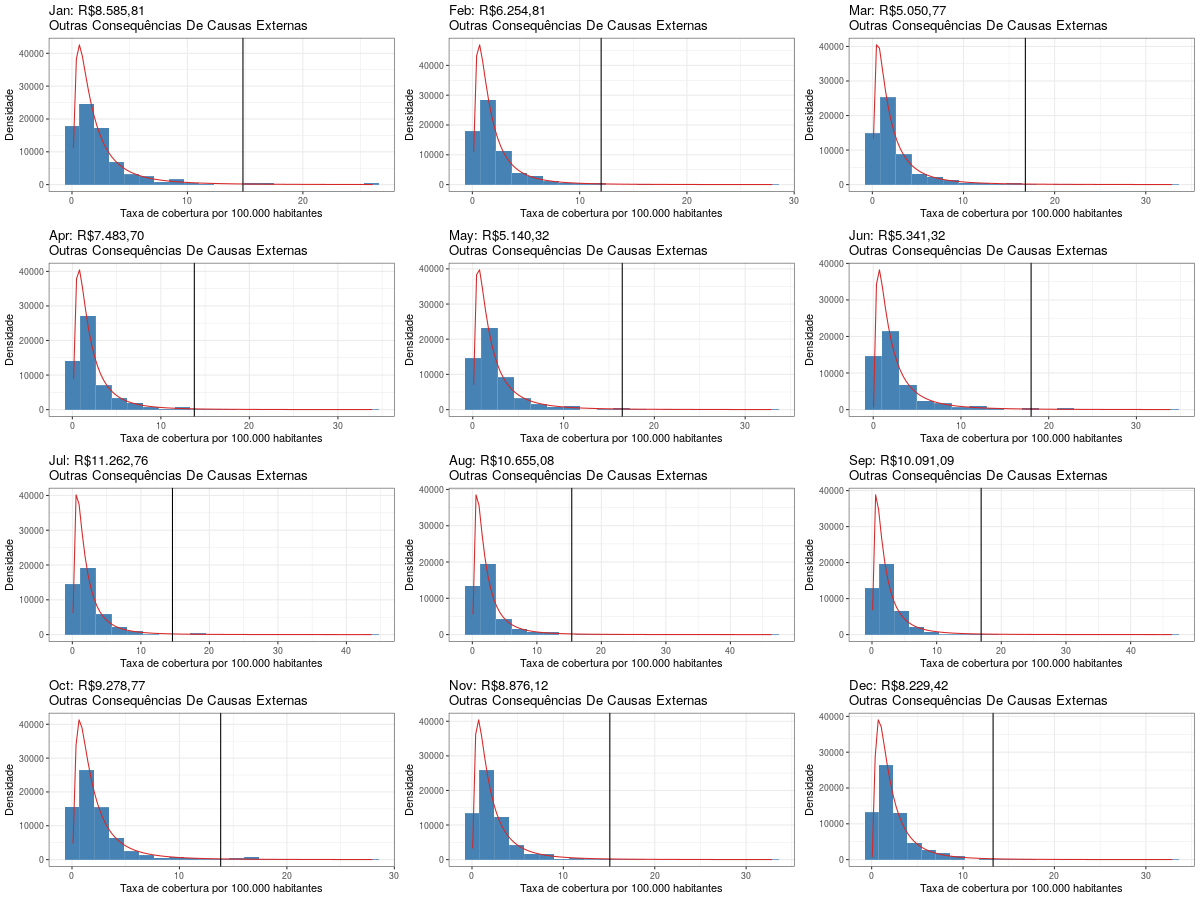 Jan: R$8.585,81
Outras Consequências De Causas Externas
Densidade
40000
30000
20000
10000
0
0 10 20
Taxa de cobertura por 100.000 habitantes
Feb: R$6.254,81
Outras Consequências De Causas Externas
Densidade
40000
30000
20000
10000
0
0 10 20 30
Taxa de cobertura por 100.000 habitantes
Mar: R$5.050,77
Outras Consequências De Causas Externas
Densidade
40000
30000
20000
10000
0
0 10 20 30
Taxa de cobertura por 100.000 habitantes
Apr: R$7.483,70
Outras Consequências De Causas Externas
Densidade
40000
30000
20000
10000
0
0 10 20 30
Taxa de cobertura por 100.000 habitantes
May: R$5.140,32
Outras Consequências De Causas Externas
Densidade
40000
30000
20000
10000
0
0 10 20 30
Taxa de cobertura por 100.000 habitantes
Jun: R$5.341,32
Outras Consequências De Causas Externas
Densidade
40000
30000
20000
10000
0
0 10 20 30
Taxa de cobertura por 100.000 habitantes
Jul: R$11.262,76
Outras Consequências De Causas Externas
Densidade
40000
30000
20000
10000
0
0 10 20 30 40
Taxa de cobertura por 100.000 habitantes
Aug: R$10.655,08
Outras Consequências De Causas Externas
Densidade
40000
30000
20000
10000
0
0 10 20 30 40
Taxa de cobertura por 100.000 habitantes
Sep: R$10.091,09
Outras Consequências De Causas Externas
Densidade
40000
30000
20000
10000
0
0 10 20 30 40
Taxa de cobertura por 100.000 habitantes
Oct: R$9.278,77
Outras Consequências De Causas Externas
Densidade
40000
30000
20000
10000
0
0 10 20 30
Taxa de cobertura por 100.000 habitantes
Nov: R$8.876,12
Outras Consequências De Causas Externas
Densidade
40000
30000
20000
10000
0
0 10 20 30
Taxa de cobertura por 100.000 habitantes
Dec: R$8.229,42
Outras Consequências De Causas Externas
Densidade
40000
30000
20000
10000
0
0 10 20 30
Taxa de cobertura por 100.000 habitantes